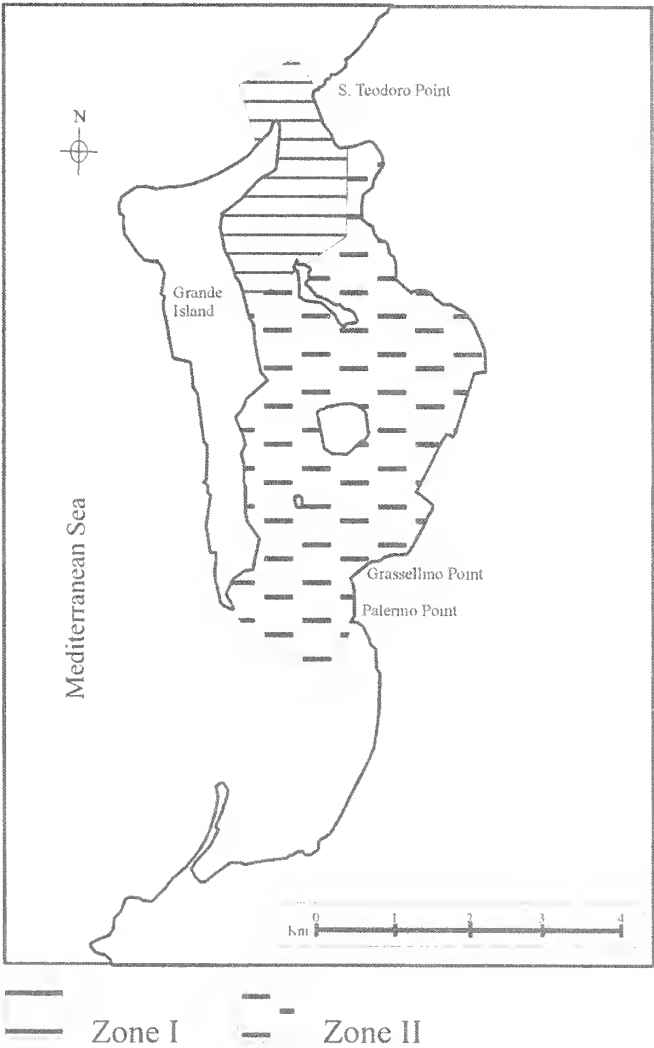 S. Teodoro Point
N
Grande
Island
Mediterranean Sea
Grassellmo Point
Palermo Point
0 1 2 3 4
Km
Zone I Zone II